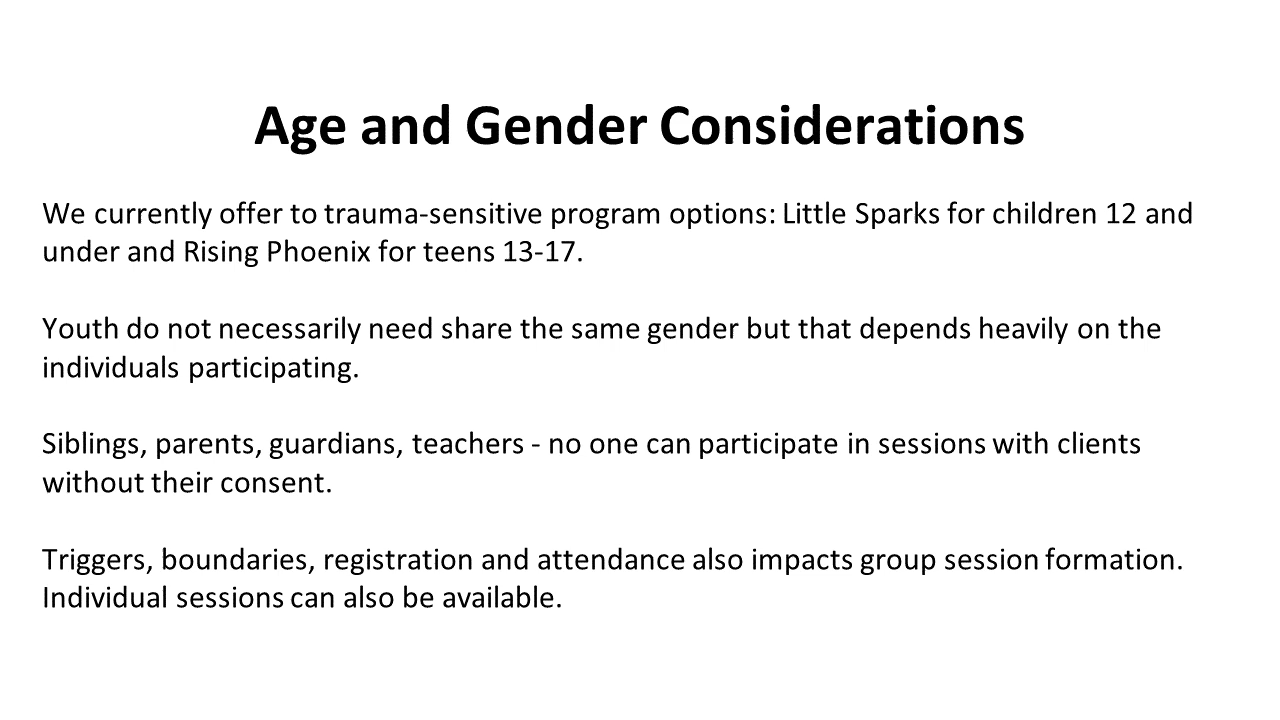 Age and Gender Considerations
We currently offer to trauma-sensitive program options: Little Sparks for children 12 and
under and Rising Phoenix for teens 13-17.
Youth do not necessarily need share the same gender but that depends heavily on the
individuals participating.
Siblings, parents, guardians, teachers - no one can participate in sessions with clients
without their consent.
Triggers, boundaries, registration and attendance also impacts group session formation.
Individual sessions can also be available.